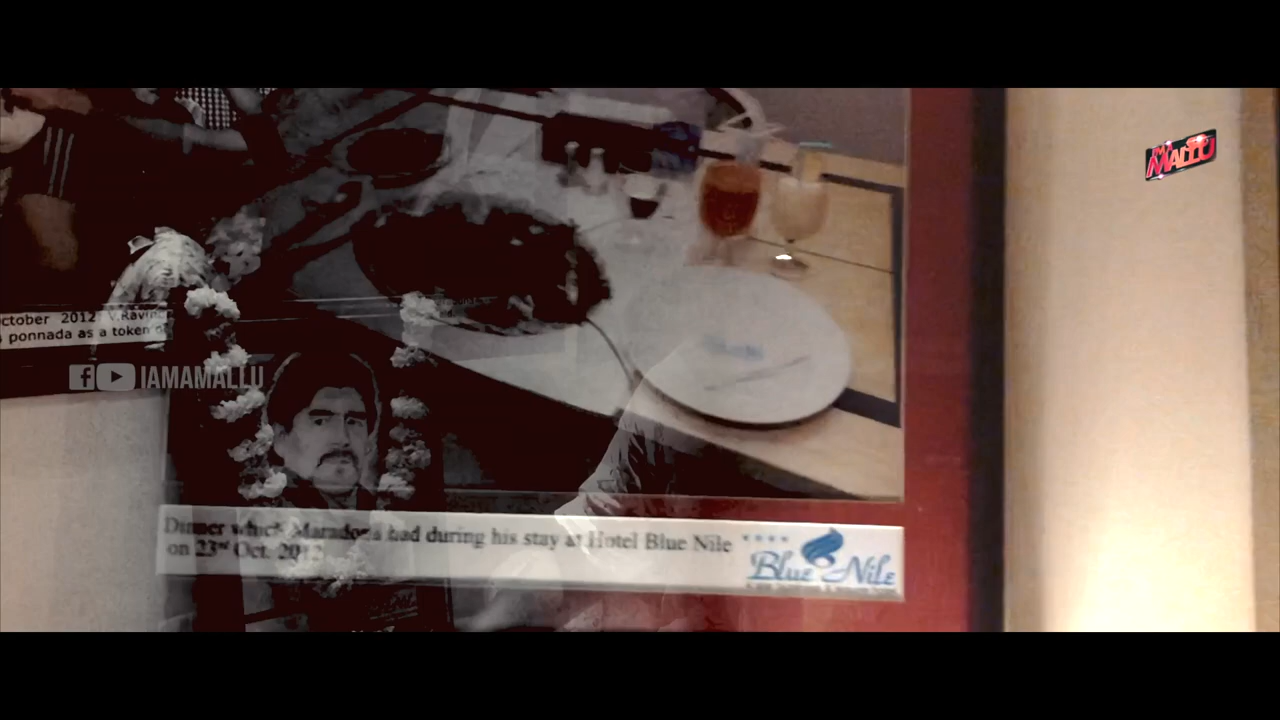 MALLU
ctober 2012 V.Ravin
ponnada as a token o
IAMAMALLU
Dinner which Maradona had during his stay at Hotel Blue Nile
on 23rd Oct. 2012
Blue Nile